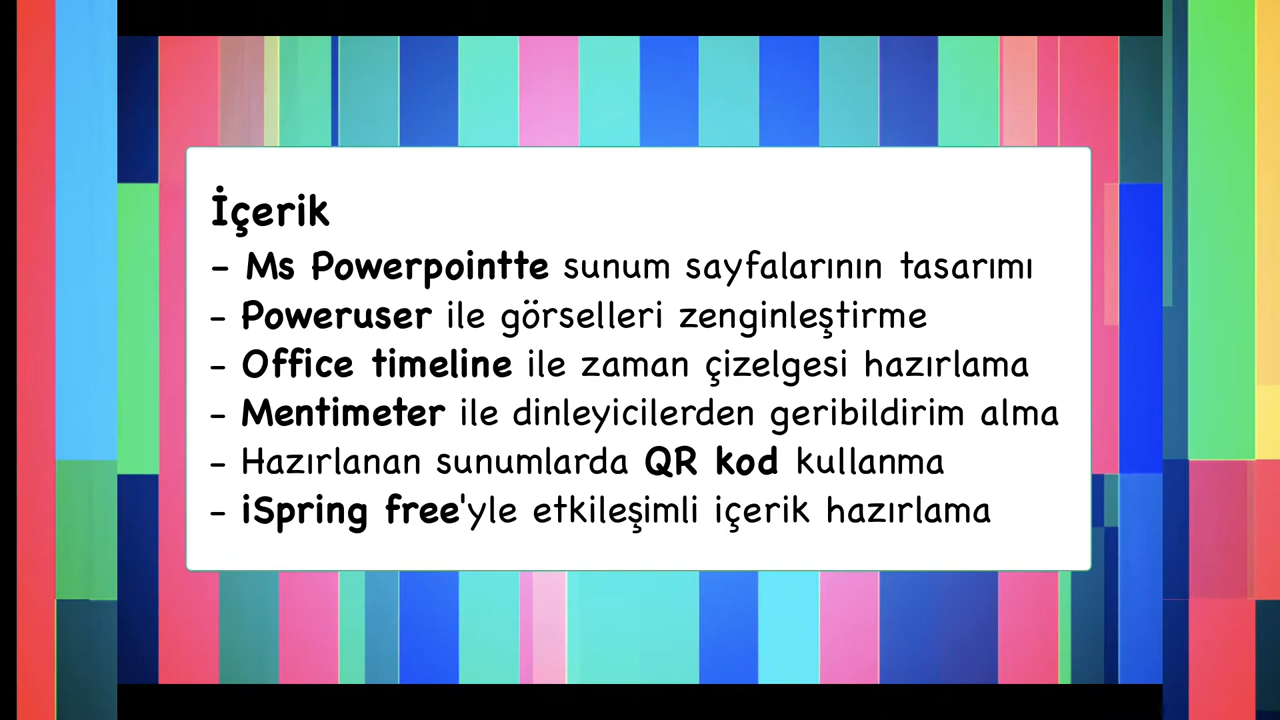 İçerik
- Ms Powerpointte sunum sayfalarının tasarımı
- Poweruser ile görselleri zenginleştirme
- Office timeline ile zaman çizelgesi hazırlama
- Mentimeter ile dinleyicilerden geribildirim alma
- Hazırlanan sunumlarda QR kod kullanma
- iSpring free'yle etkileşimli içerik hazırlama